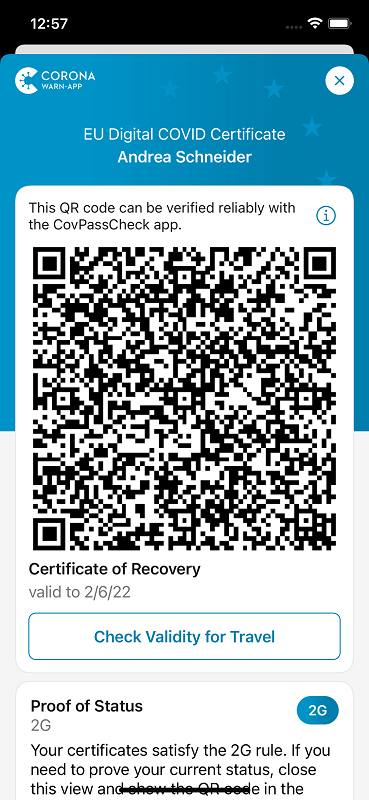 12:57
CORONA
WARN-APP
EU Digital COVID Certificate
Andrea Schneider
This QR code can be verified reliably with
the CovPassCheck app.
Certificate of Recovery
valid to 2/6/22
Check Validity for Travel
Proof of Status
2G
2G
Your certificates satisfy the 2G rule. If you
need to prove your current status, close
this view and show the QR code in the